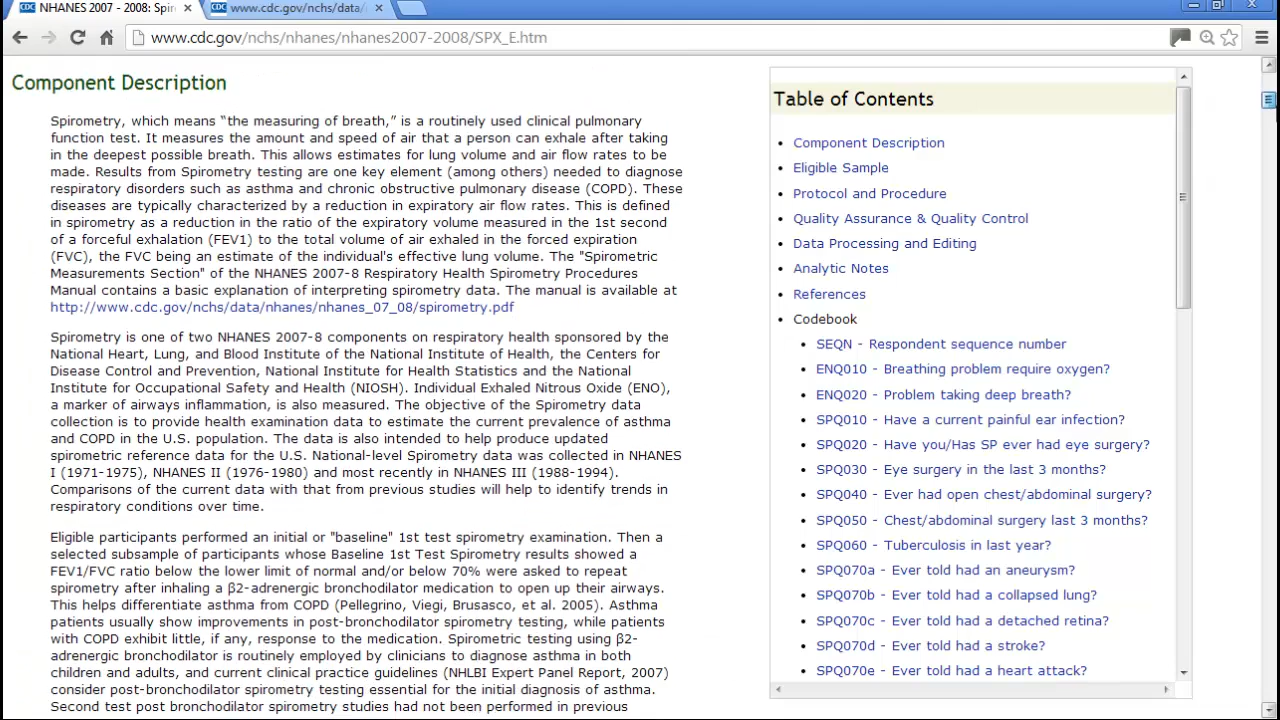 NHANES 2007 - 2008: Spir
www.cdc.gov/nchs/data/
www.cdc.gov/nchs/nhanes/nhanes2007-2008/SPX_E.htm
Component Description
Spirometry, which means “the measuring of breath,” is a routinely used clinical pulmonary
function test. It measures the amount and speed of air that a person can exhale after taking
in the deepest possible breath. This allows estimates for lung volume and air flow rates to be
made. Results from Spirometry testing are one key element (among others) needed to diagnose
respiratory disorders such as asthma and chronic obstructive pulmonary disease (COPD). These
diseases are typically characterized by a reduction in expiratory air flow rates. This is defined
in spirometry as a reduction in the ratio of the expiratory volume measured in the 1st second
of a forceful exhalation (FEV1) to the total volume of air exhaled in the forced expiration
(FVC), the FVC being an estimate of the individual's effective lung volume. The "Spirometric
Measurements Section" of the NHANES 2007-8 Respiratory Health Spirometry Procedures
Manual contains a basic explanation of interpreting spirometry data. The manual is available at
http://www.cdc.gov/nchs/data/nhanes/nhanes_07_08/spirometry.pdf
Spirometry is one of two NHANES 2007-8 components on respiratory health sponsored by the
National Heart, Lung, and Blood Institute of the National Institute of Health, the Centers for
Disease Control and Prevention, National Institute for Health Statistics and the National
Institute for Occupational Safety and Health (NIOSH). Individual Exhaled Nitrous Oxide (ENO),
a marker of airways inflammation, is also measured. The objective of the Spirometry data
collection is to provide health examination data to estimate the current prevalence of asthma
and COPD in the U.S. population. The data is also intended to help produce updated
spirometric reference data for the U.S. National-level Spirometry data was collected in NHANES
I (1971-1975), NHANES II (1976-1980) and most recently in NHANES III (1988-1994).
Comparisons of the current data with that from previous studies will help to identify trends in
respiratory conditions over time.
Eligible participants performed an initial or "baseline" 1st test spirometry examination. Then a
selected subsample of participants whose Baseline 1st Test Spirometry results showed a
FEV1/FVC ratio below the lower limit of normal and/or below 70% were asked to repeat
spirometry after inhaling a β2-adrenergic bronchodilator medication to open up their airways.
This helps differentiate asthma from COPD (Pellegrino, Viegi, Brusasco, et al. 2005). Asthma
patients usually show improvements in post-bronchodilator spirometry testing, while patients
with COPD exhibit little, if any, response to the medication. Spirometric testing using β2-
adrenergic bronchodilator is routinely employed by clinicians to diagnose asthma in both
children and adults, and current clinical practice guidelines (NHLBI Expert Panel Report, 2007)
consider post-bronchodilator spirometry testing essential for the initial diagnosis of asthma.
Second test post bronchodilator spirometry studies had not been performed in previous
Table of Contents
Component Description
Eligible Sample
Protocol and Procedure
Quality Assurance & Quality Control
Data Processing and Editing
Analytic Notes
References
Codebook
SEQN - Respondent sequence number
ENQ010 - Breathing problem require oxygen?
ENQ020 - Problem taking deep breath?
SPQ010 - Have a current painful ear infection?
SPQ020 - Have you/Has SP ever had eye surgery?
SPQ030 - Eye surgery in the last 3 months?
SPQ040 - Ever had open chest/abdominal surgery?
SPQ050 - Chest/abdominal surgery last 3 months?
SPQ060 - Tuberculosis in last year?
SPQ070a - Ever told had an aneurysm?
SPQ070b - Ever told had a collapsed lung?
SPQ070c - Ever told had a detached retina?
SPQ070d - Ever told had a stroke?
SPQ070e - Ever told had a heart attack?